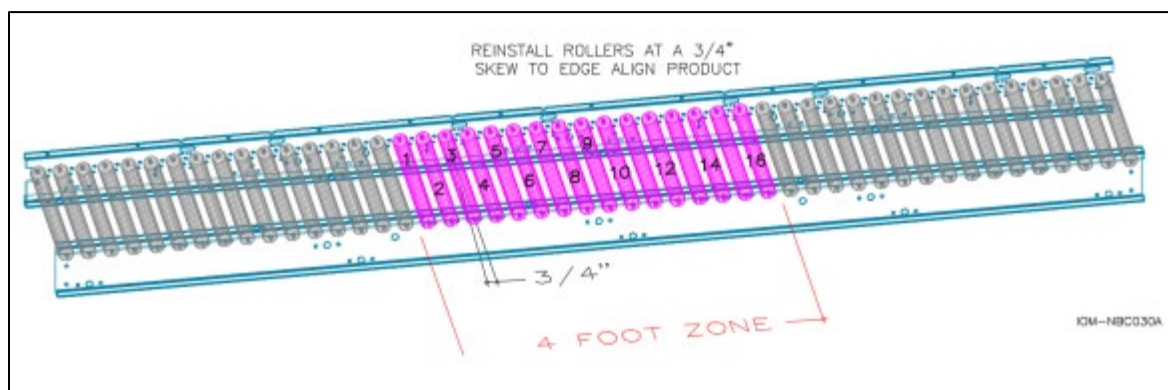 REINSTALL ROLLERS AT A 3/4"
SKEW TO EDGE ALIGN PRODUCT
1 3 5 7 9
2 4 6 8 10 12 14 16
3/4"
4 FOOT ZONE
IOM-NBC030A